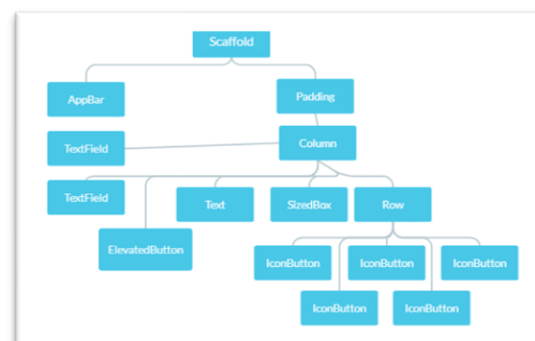 Scaffold
AppBar
Padding
TextField
Column
TextField
Text
SizedBox
Row
ElevatedButton
IconButton
IconButton
IconButton
IconButton
IconButton